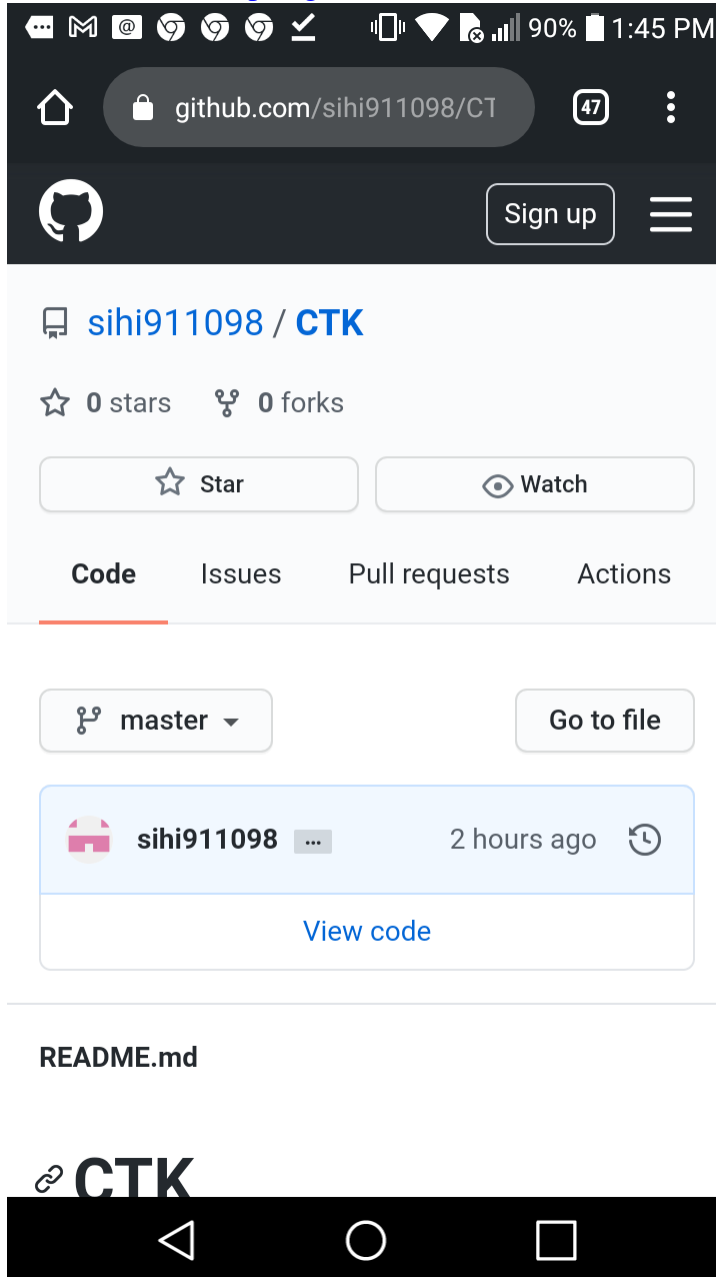 90% 1:45 PM
github.com/sihi911098/CT
47
Sign up
sihi911098 / CTK
0 stars 0 forks
Star Watch
Code Issues Pull requests Actions
master Go to file
sihi911098 ... 2 hours ago
View code
README.md
CTK